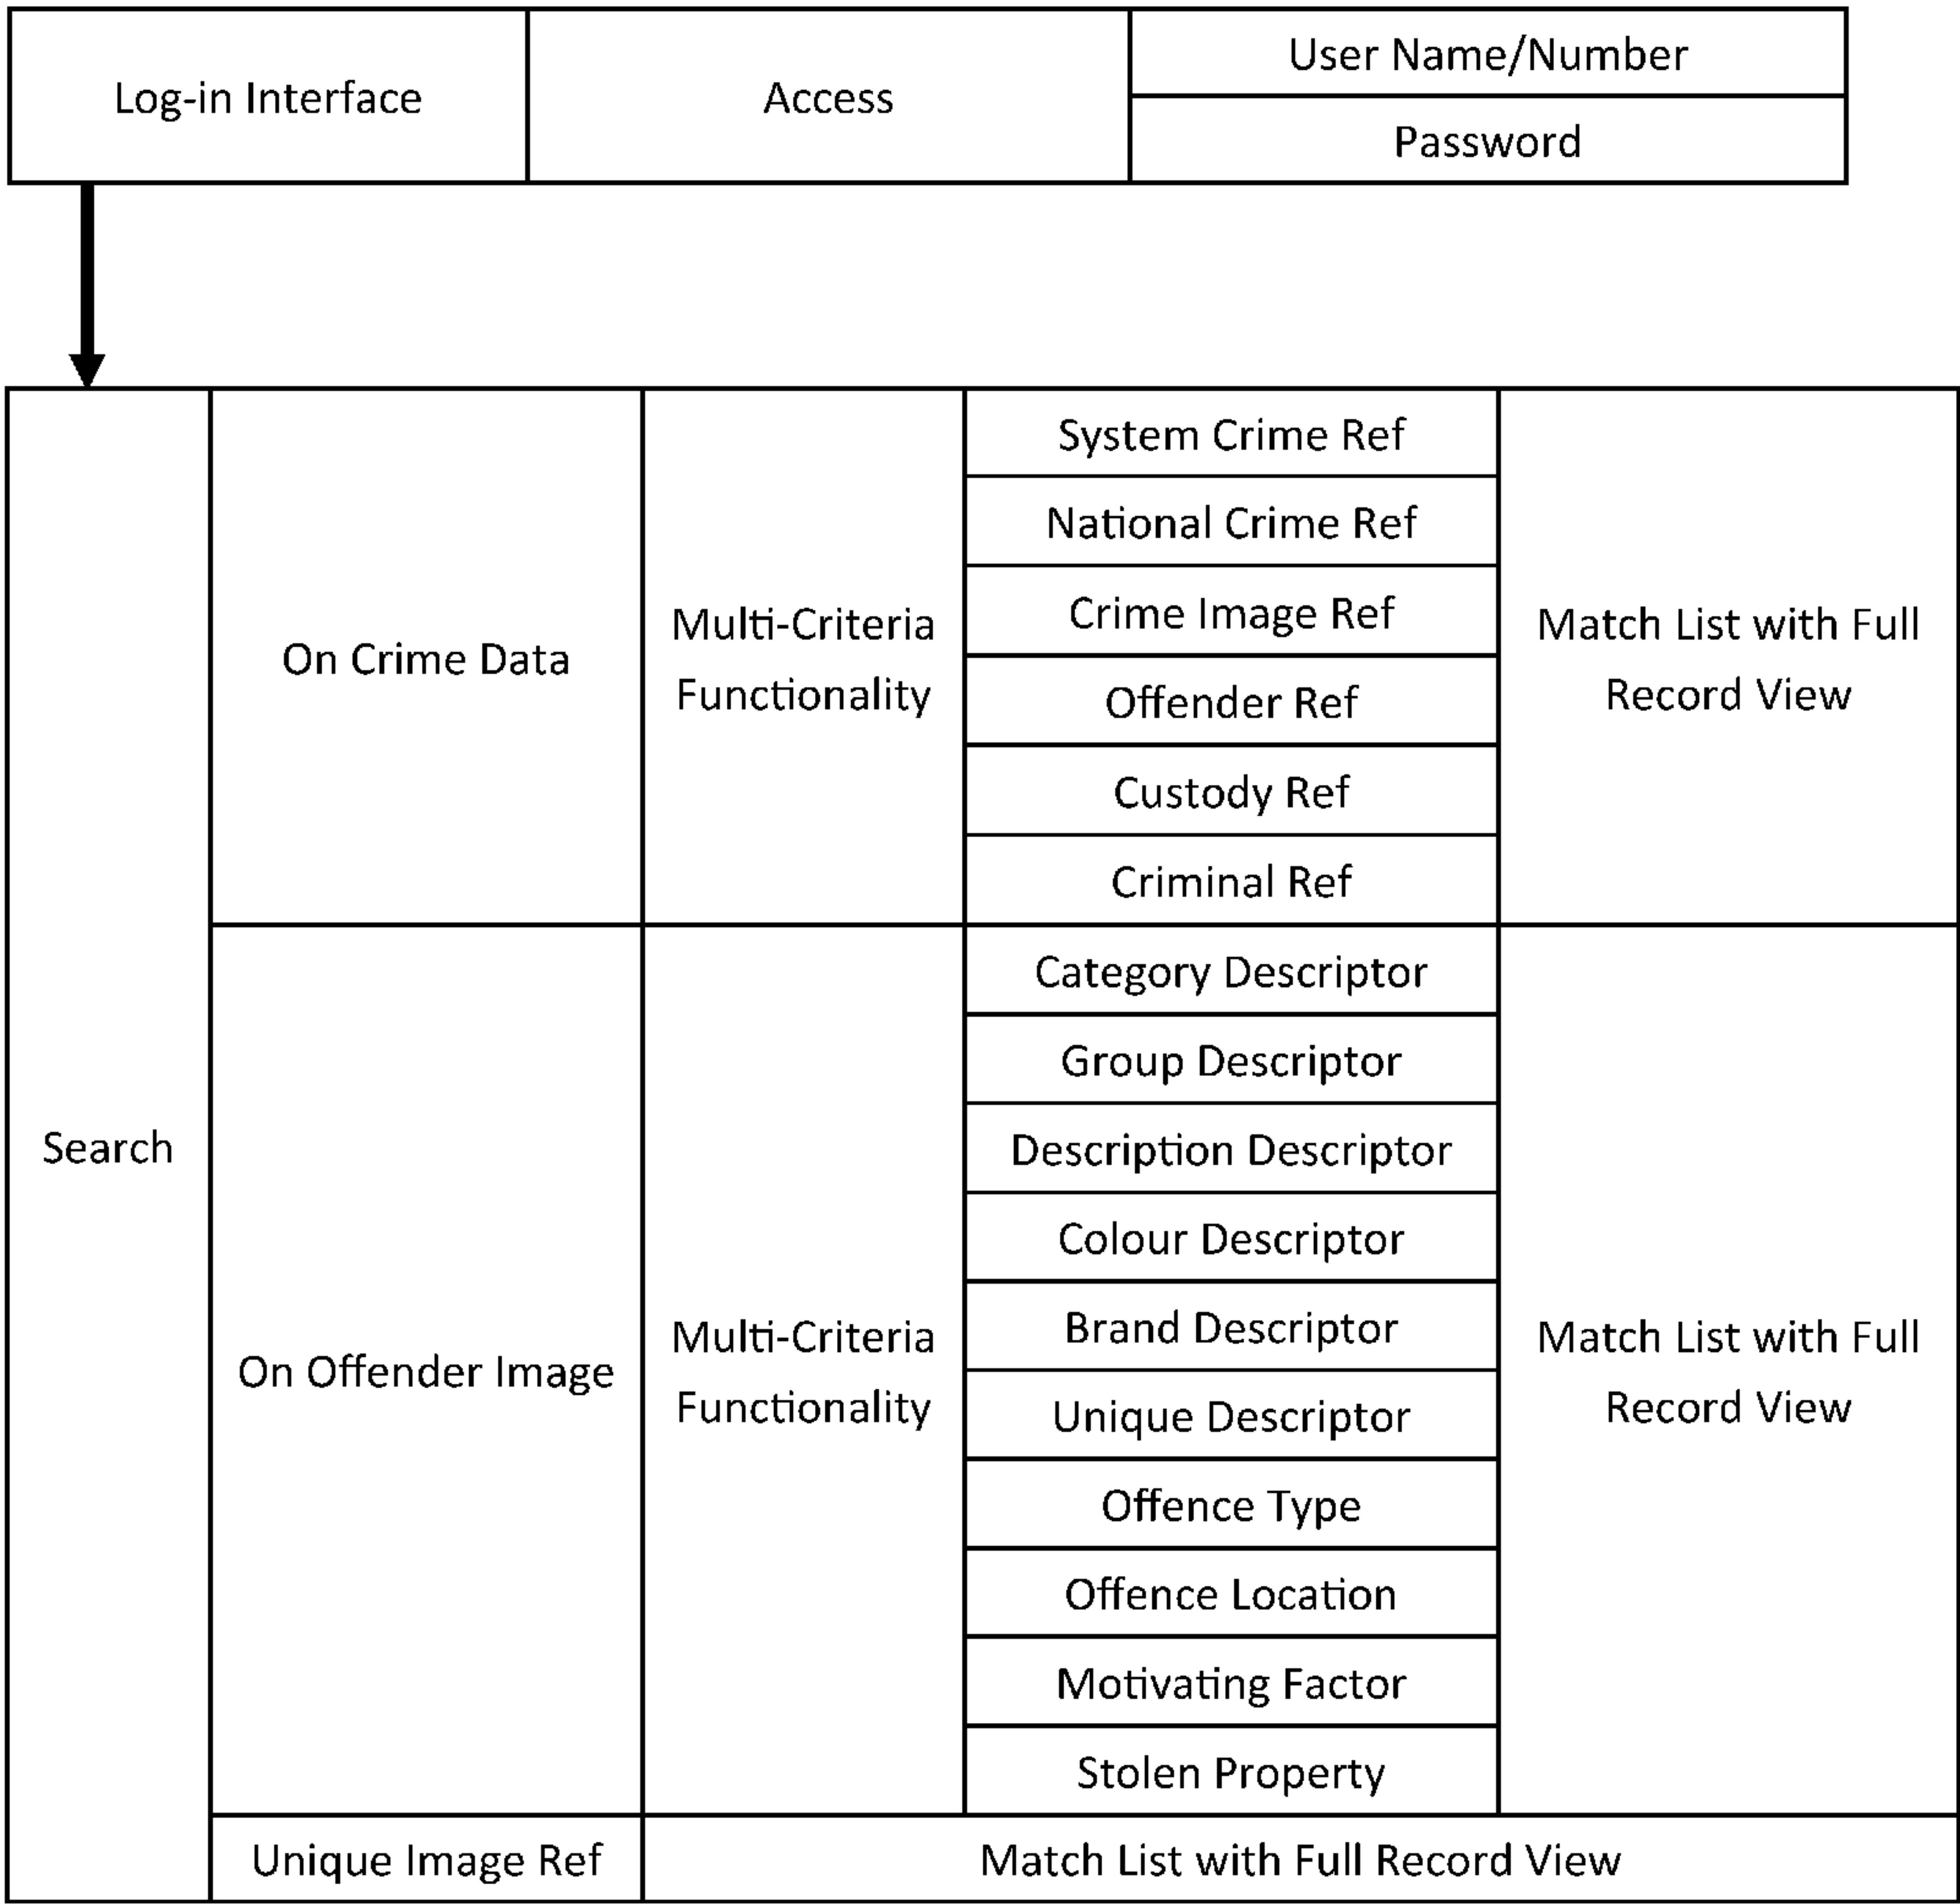 Log-in Interface
Access
User Name/Number
Password
Search
On Crime Data
Multi-Criteria
Functionality
System Crime Ref
National Crime Ref
Crime Image Ref
Offender Ref
Custody Ref
Criminal Ref
Match List with Full
Record View
On Offender Image
Multi-Criteria
Functionality
Category Descriptor
Group Descriptor
Description Descriptor
Colour Descriptor
Brand Descriptor
Unique Descriptor
Offence Type
Offence Location
Motivating Factor
Stolen Property
Match List with Full
Record View
Unique Image Ref
Match List with Full Record View